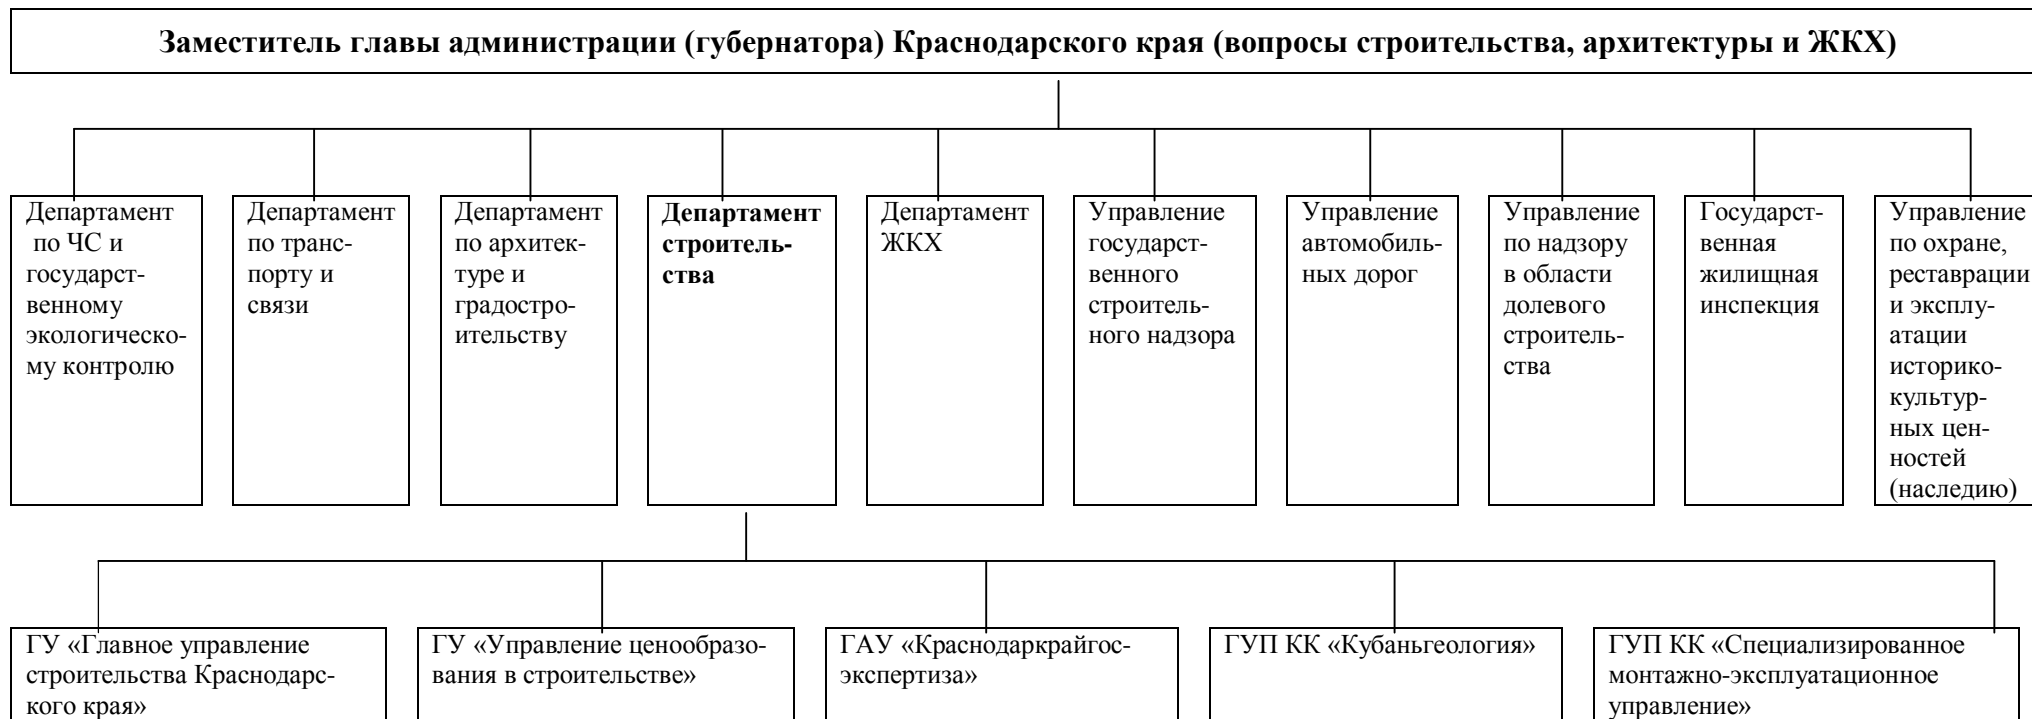 Заместитель главы администрации (губернатора) Краснодарского края (вопросы строительства, архитектуры и ЖКХ)
Департамент
по ЧС и
государст-
венному
экологическо-
му контролю
Департамент
по транс-
порту и
связи
Департамент
по архитек-
туре и
градостро-
ительству
Департамент
строитель-
ства
Департамент
ЖКХ
Управление
государст-
венного
строитель-
ного надзора
Управление
автомобиль-
ных дорог
Управление
по надзору
в области
долевого
строитель-
ства
Государст-
венная
жилищная
инспекция
Управление
по охране,
реставрации
и эксплу-
атации
историко-
культур-
ных цен-
ностей
(наследию)
ГУ «Главное управление
строительства Краснодарс-
кого края»
ГУ «Управление ценообразо-
вания в строительстве»
ГАУ «Краснодаркрайгос-
экспертиза»
ГУП КК «Кубаньгеология»
ГУП КК «Специализированное
монтажно-эксплуатационное
управление»